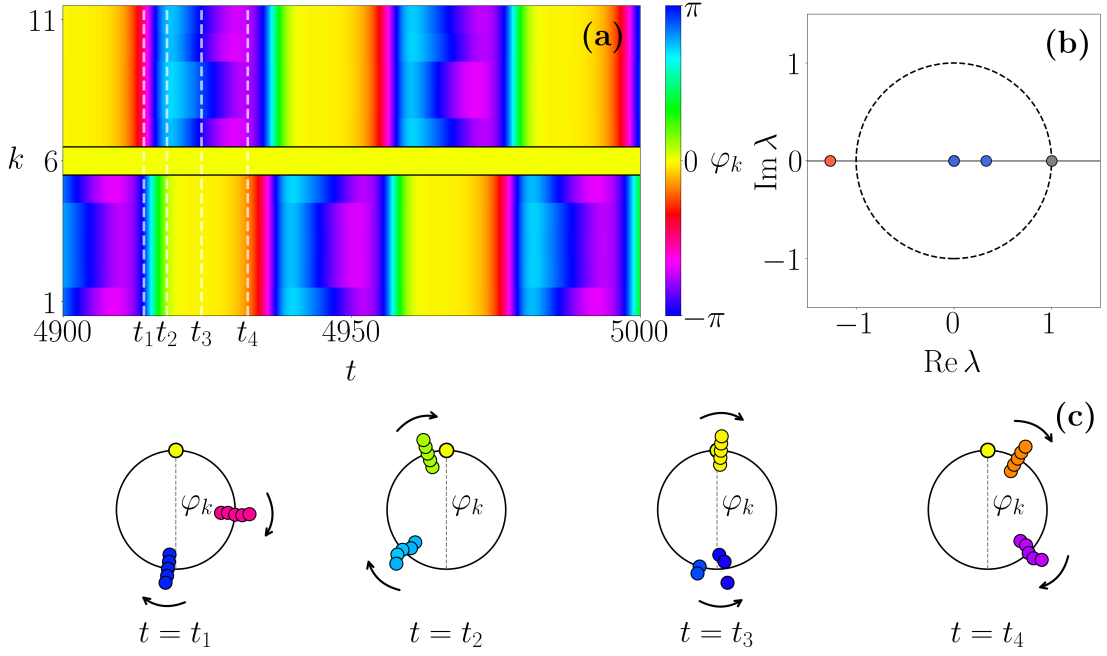 11
6
1
k
(a)
4900
t₁
t₂
t₃
t₄
4950
5000
t
π
0
−π
φₖ
(b)
1
0
−1
Im λ
−1
0
1
Re λ
(c)
φₖ
φₖ
φₖ
φₖ
t = t₁
t = t₂
t = t₃
t = t₄